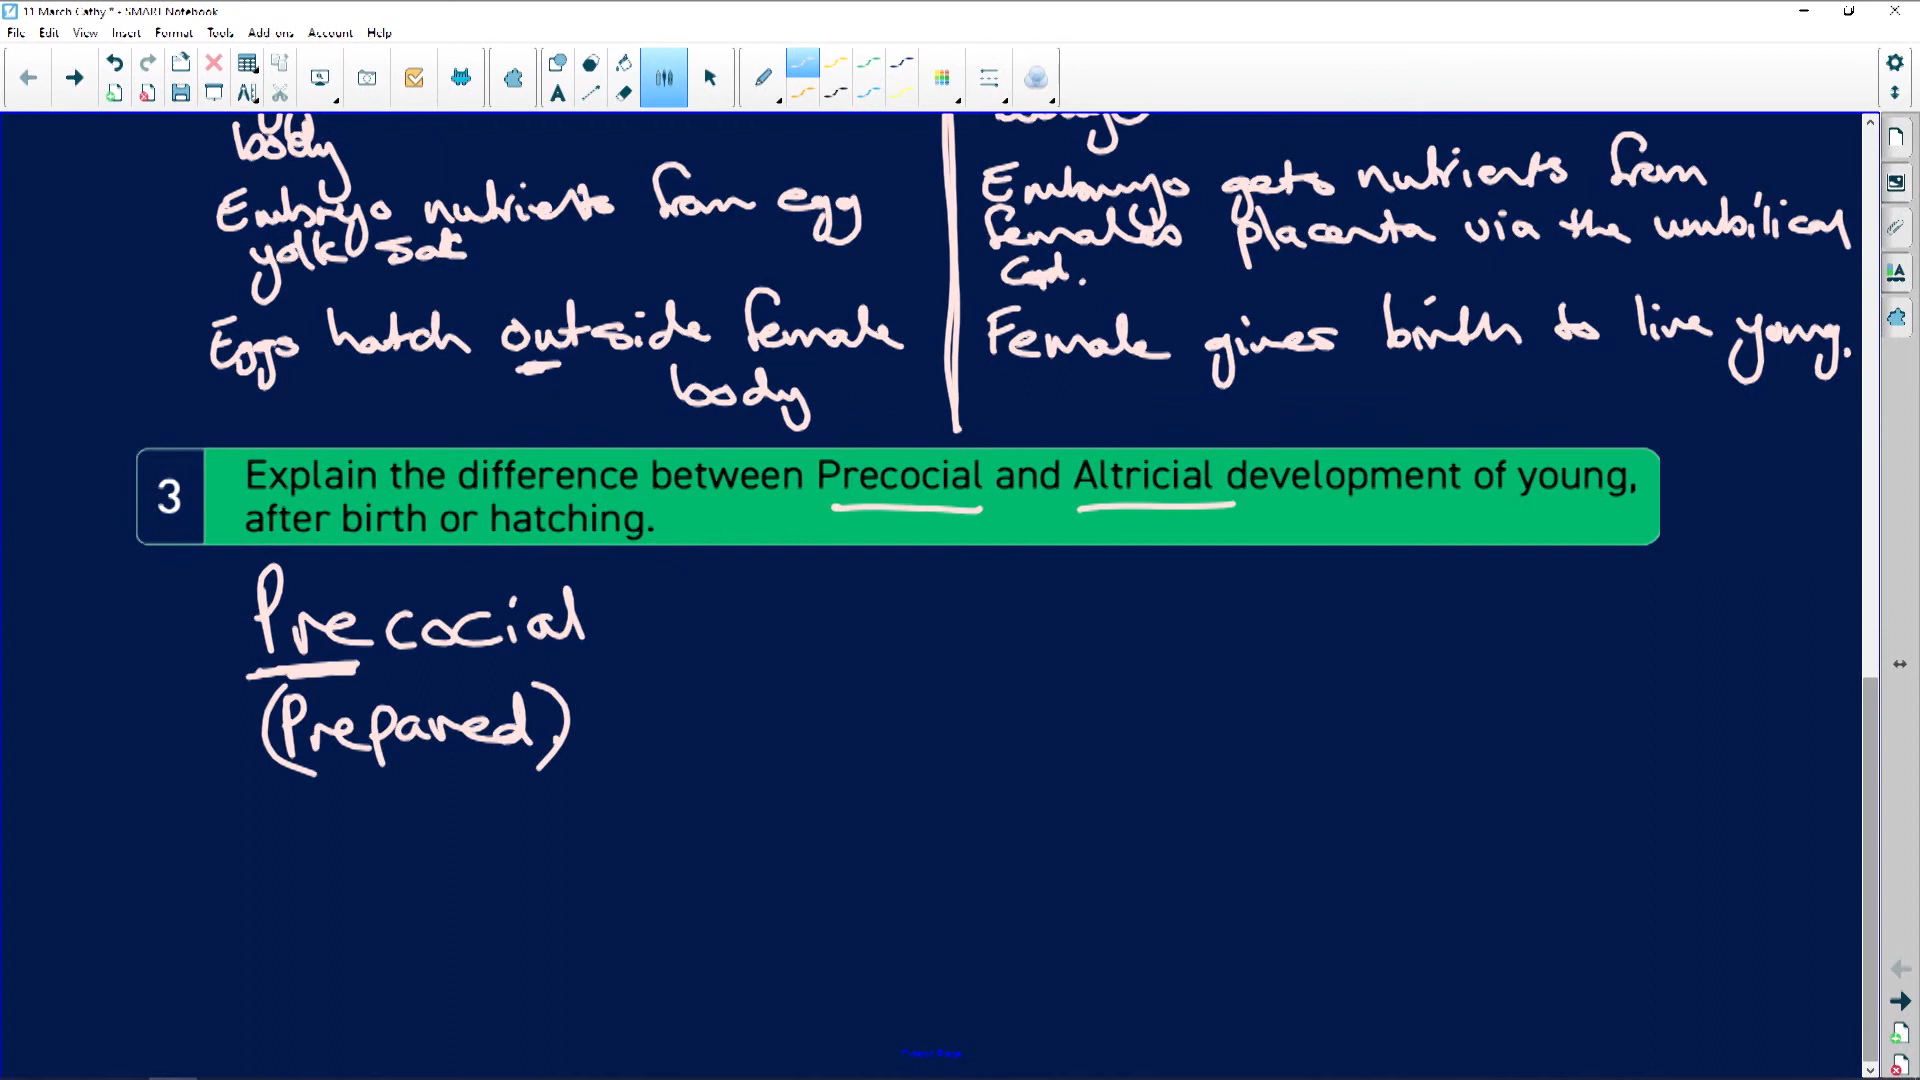 11 March Cathy * - SMART Notebook
File Edit View Insert Format Tools Add-ons Account Help
body
Embryo nutrients from egg
yolk sak
Eggs hatch outside female
body
Embryo gets nutrients from
females placenta via the umbilical
Cord.
Female gives birth to live young.
3 Explain the difference between Precocial and Altricial development of young,
after birth or hatching.
Precocial
(Prepared)